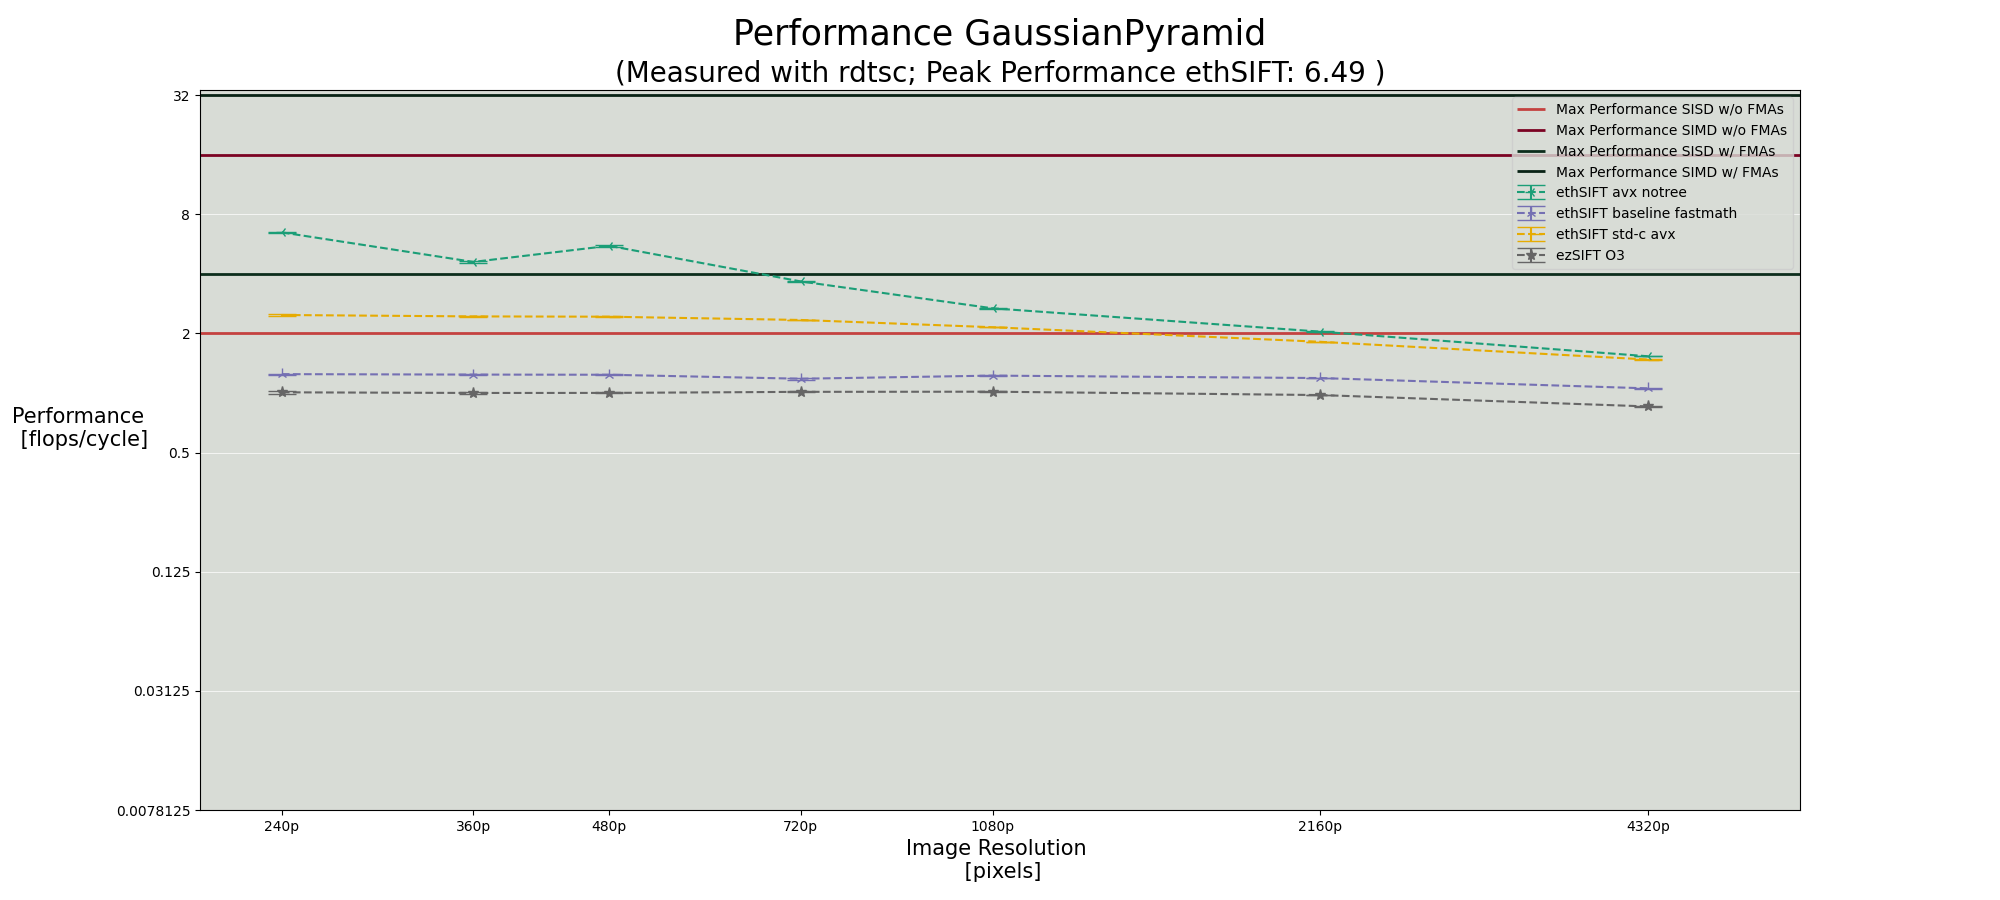 Performance GaussianPyramid
(Measured with rdtsc; Peak Performance ethSIFT: 6.49 )
32
8
2
0.5
0.125
0.03125
0.0078125
Performance
[flops/cycle]
Max Performance SISD w/o FMAs
Max Performance SIMD w/o FMAs
Max Performance SISD w/ FMAs
Max Performance SIMD w/ FMAs
ethSIFT avx notree
ethSIFT baseline fastmath
ethSIFT std-c avx
ezSIFT O3
240p 360p 480p 720p 1080p 2160p 4320p
Image Resolution
[pixels]